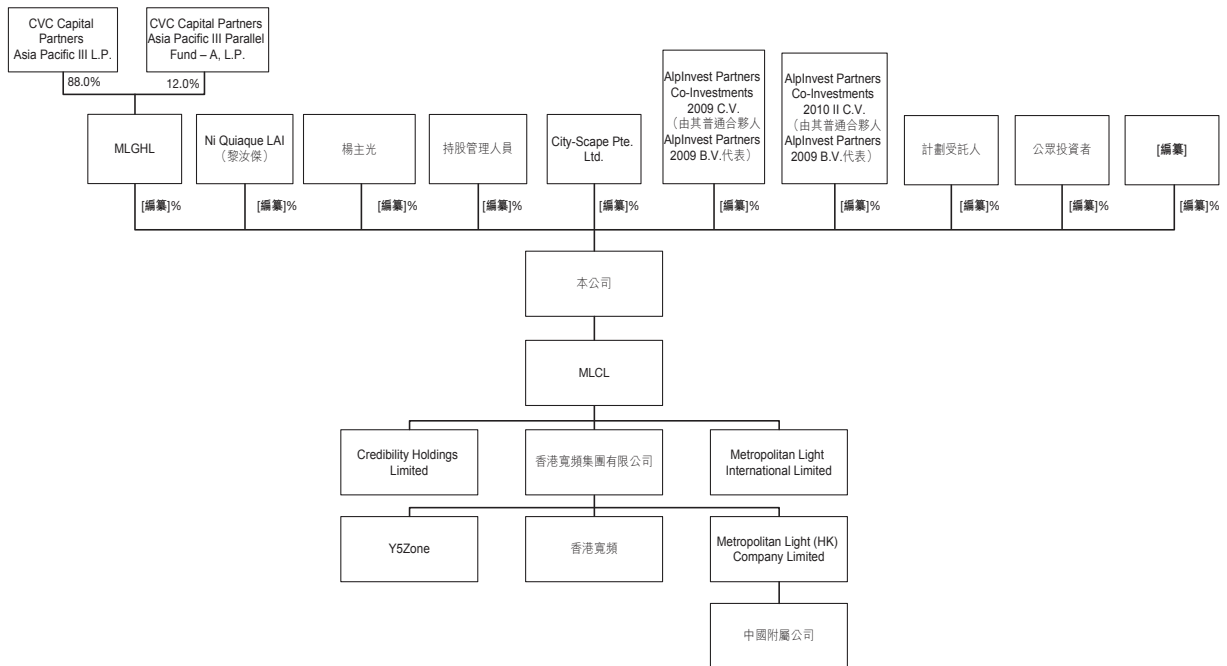 CVC Capital
Partners
Asia Pacific III L.P.
CVC Capital Partners
Asia Pacific III Parallel
Fund – A, L.P.
88.0%
12.0%
MLGHL
Ni Quiaque LAI
（黎汝傑）
楊主光
持股管理人員
City-Scape Pte.
Ltd.
AlpInvest Partners
Co-Investments
2009 C.V.
（由其普通合夥人
AlpInvest Partners
2009 B.V.代表）
AlpInvest Partners
Co-Investments
2010 II C.V.
（由其普通合夥人
AlpInvest Partners
2009 B.V.代表）
計劃受託人
公眾投資者
[編纂]
[編纂]%
[編纂]%
[編纂]%
[編纂]%
[編纂]%
[編纂]%
[編纂]%
[編纂]%
[編纂]%
[編纂]%
本公司
MLCL
Credibility Holdings
Limited
香港寬頻集團有限公司
Metropolitan Light
International Limited
Y5Zone
香港寬頻
Metropolitan Light (HK)
Company Limited
中國附屬公司